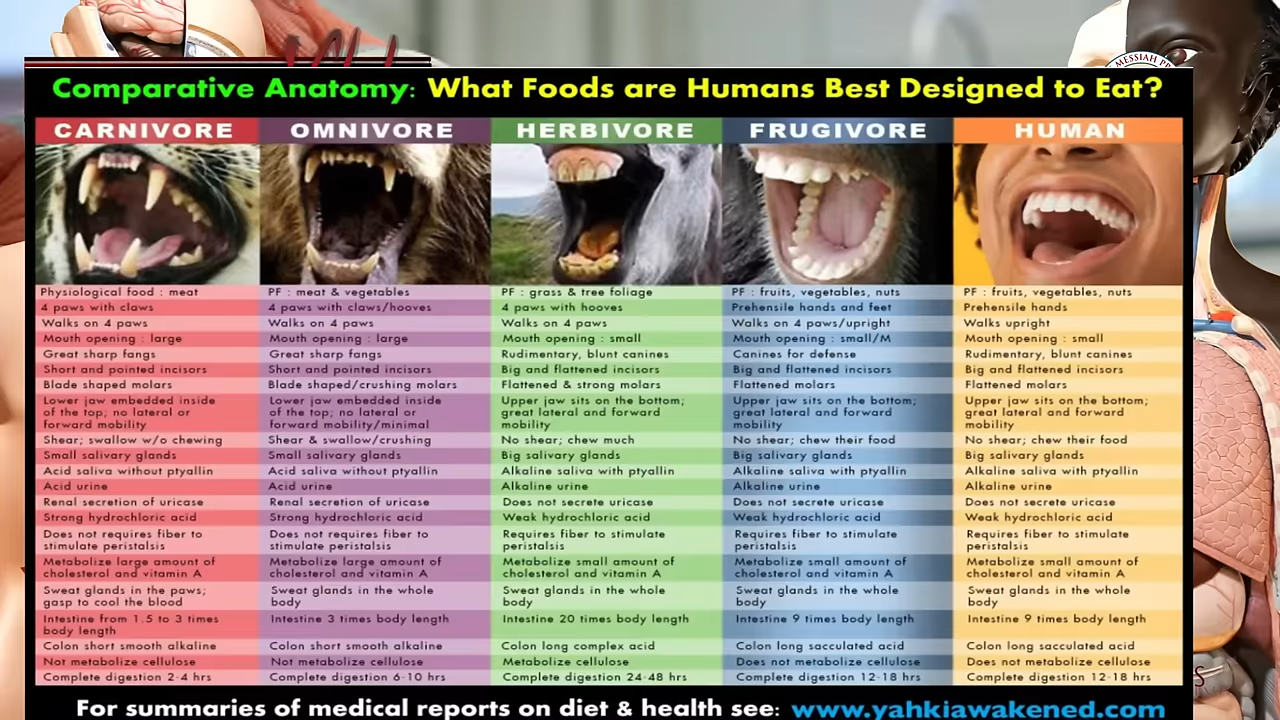 MESSIAH
Comparative Anatomy: What Foods are Humans Best Designed to Eat?
CARNIVORE OMNIVORE HERBIVORE FRUGIVORE HUMAN
Physiological food : meat
4 paws with claws
Walks on 4 paws
Mouth opening : large
Great sharp fangs
Short and pointed incisors
Blade shaped molars
Lower jaw embedded inside
of the top; no lateral or
forward mobility
Shear; swallow w/o chewing
Small salivary glands
Acid saliva without ptyallin
Acid urine
Renal secretion of uricase
Strong hydrochloric acid
Does not requires fiber to
stimulate peristalsis
Metabolize large amount of
cholesterol and vitamin A
Sweat glands in the paws;
gasp to cool the blood
Intestine from 1.5 to 3 times
body length
Colon short smooth alkaline
Not metabolize cellulose
Complete digestion 2-4 hrs
PF : meat & vegetables
4 paws with claws/hooves
Walks on 4 paws
Mouth opening : large
Great sharp fangs
Short and pointed incisors
Blade shaped/crushing molars
Lower jaw embedded inside
of the top; no lateral or
forward mobility/minimal
Shear & swallow/crushing
Small salivary glands
Acid saliva without ptyallin
Acid urine
Renal secretion of uricase
Strong hydrochloric acid
Does not requires fiber to
stimulate peristalsis
Metabolize large amount of
cholesterol and vitamin A
Sweat glands in the whole
body
Intestine 3 times body length
Colon short smooth alkaline
Not metabolize cellulose
Complete digestion 6-10 hrs
PF : grass & tree foliage
4 paws with hooves
Walks on 4 paws
Mouth opening : small
Rudimentary, blunt canines
Big and flattened incisors
Flattened & strong molars
Upper jaw sits on the bottom;
great lateral and forward
mobility
No shear; chew much
Big salivary glands
Alkaline saliva with ptyallin
Alkaline urine
Does not secrete uricase
Weak hydrochloric acid
Requires fiber to stimulate
peristalsis
Metabolize small amount of
cholesterol and vitamin A
Sweat glands in the whole
body
Intestine 20 times body length
Colon long complex acid
Metabolize cellulose
Complete digestion 24-48 hrs
PF : fruits, vegetables, nuts
Prehensile hands and feet
Walks on 4 paws/upright
Mouth opening : small/M
Canines for defense
Big and flattened incisors
Flattened molars
Upper jaw sits on the bottom;
great lateral and forward
mobility
No shear; chew their food
Big salivary glands
Alkaline saliva with ptyallin
Alkaline urine
Does not secrete uricase
Weak hydrochloric acid
Requires fiber to stimulate
peristalsis
Metabolize small amount of
cholesterol and vitamin A
Sweat glands in the whole
body
Intestine 9 times body length
Colon long sacculated acid
Does not metabolize cellulose
Complete digestion 12-18 hrs
PF : fruits, vegetables, nuts
Prehensile hands
Walks upright
Mouth opening : small
Rudimentary, blunt canines
Big and flattened incisors
Flattened molars
Upper jaw sits on the bottom;
great lateral and forward
mobility
No shear; chew their food
Big salivary glands
Alkaline saliva with ptyallin
Alkaline urine
Does not secrete uricase
Weak hydrochloric acid
Requires fiber to stimulate
peristalsis
Metabolize small amount of
cholesterol and vitamin A
Sweat glands in the whole
body
Intestine 9 times body length
Colon long sacculated acid
Does not metabolize cellulose
Complete digestion 12-18 hrs
For summaries of medical reports on diet & health see: www.yahkiawakened.com